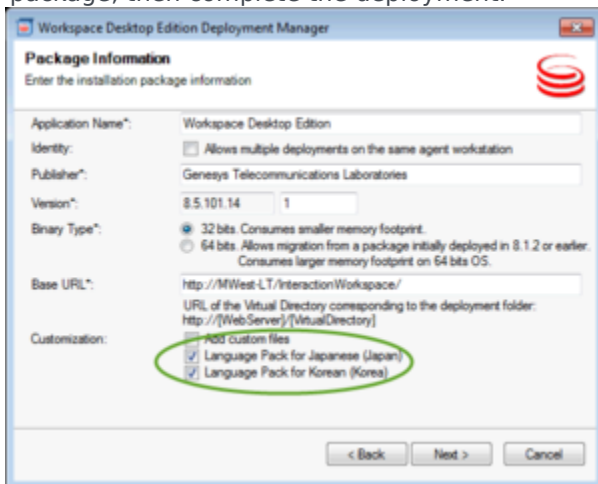 package, then complete the deployment.
Workspace Desktop Edition Deployment Manager
Package Information
Enter the installation package information
Application Name*: Workspace Desktop Edition
Identity: Allows multiple deployments on the same agent workstation
Publisher*: Genesys Telecommunications Laboratories
Version*: 8.5.101.14 1
Binary Type*: 32 bits. Consumes smaller memory footprint.
64 bits. Allows migration from a package initially deployed in 8.1.2 or earlier.
Consumes larger memory footprint on 64 bits OS.
Base URL*: http://MWest-LT/InteractionWorkspace/
URL of the Virtual Directory corresponding to the deployment folder:
http://[WebServer]/[VirtualDirectory]
Customization: Add custom files
Language Pack for Japanese (Japan)
Language Pack for Korean (Korea)
< Back Next > Cancel